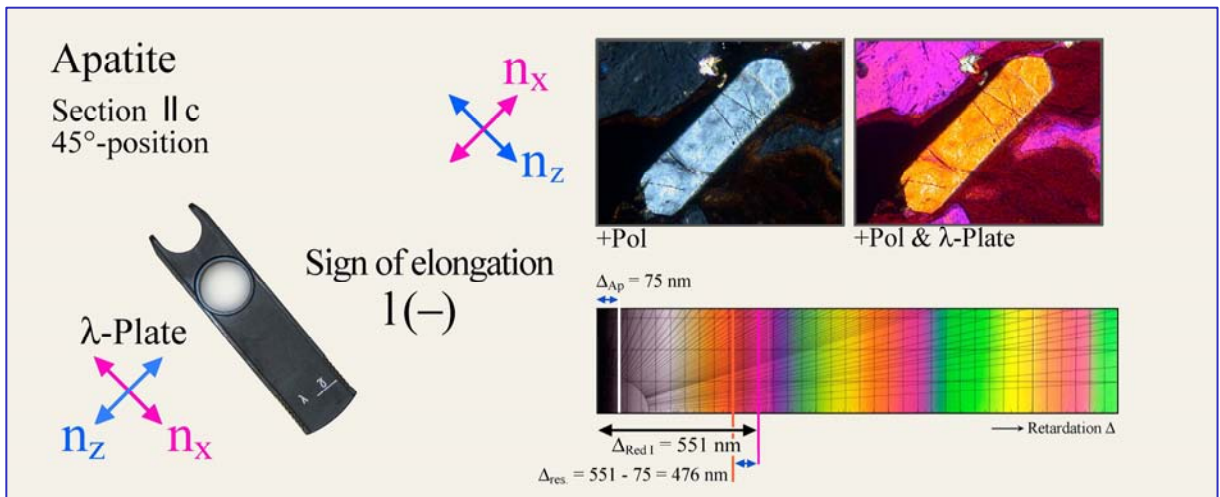 Apatite
Section II c
45°-position
nx
nz
+Pol
+Pol & λ-Plate
Sign of elongation
l (–)
λ-Plate
nz
nx
λ
ΔAp = 75 nm
ΔRed I = 551 nm
Retardation Δ
Δres. = 551 - 75 = 476 nm